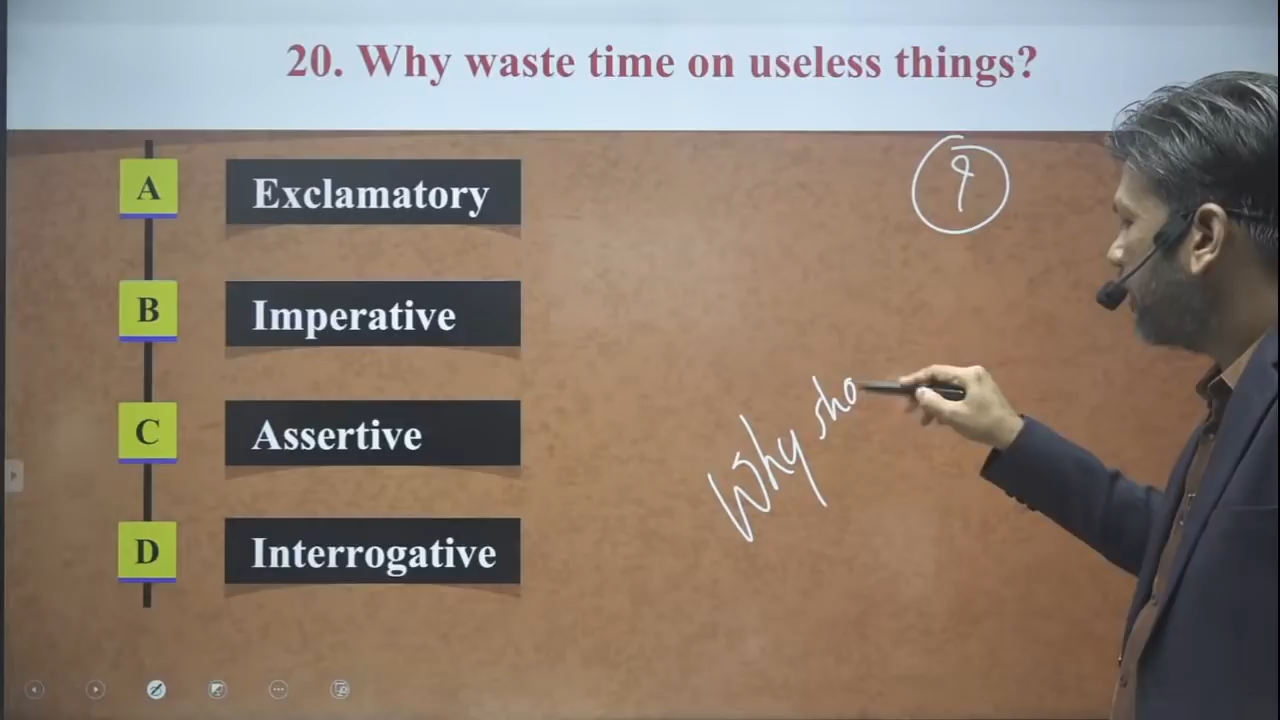 20. Why waste time on useless things?
A Exclamatory
B Imperative
C Assertive
D Interrogative
Why sho